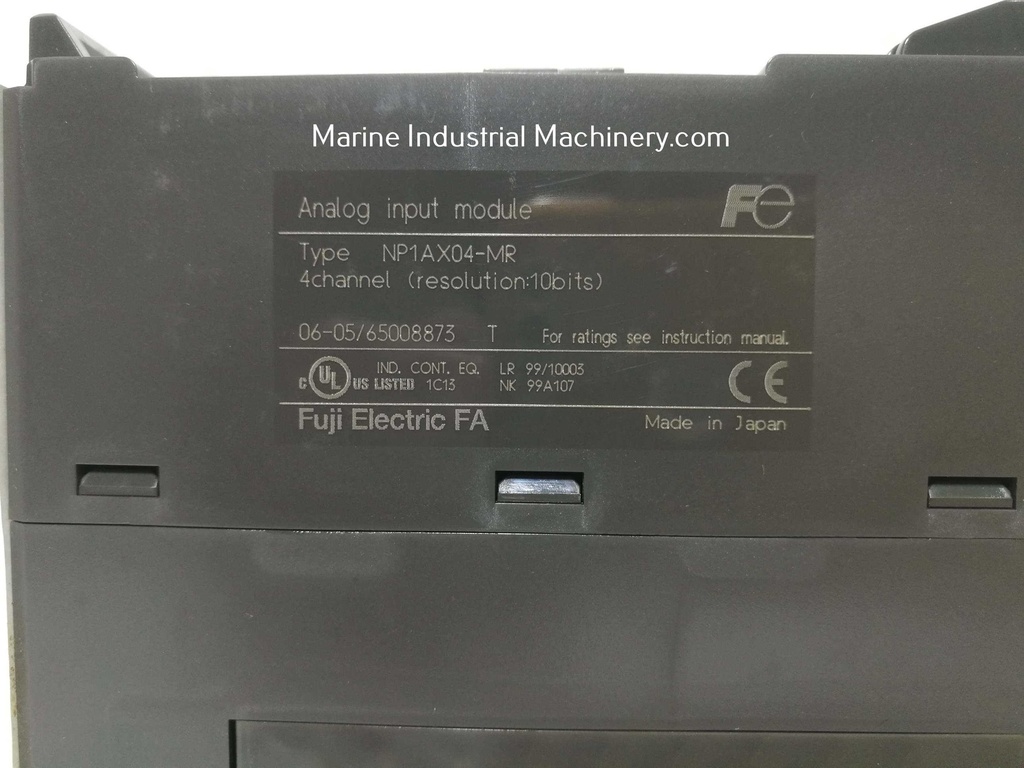 Marine Industrial Machinery.com
Analog input module
Fe
Type NP1AX04-MR
4channel (resolution:10bits)
06-05/65008873 T For ratings see instruction manual.
C UL US LISTED IND. CONT. EQ. 1C13 LR 99/10003 NK 99A107 CE
Fuji Electric FA Made in Japan